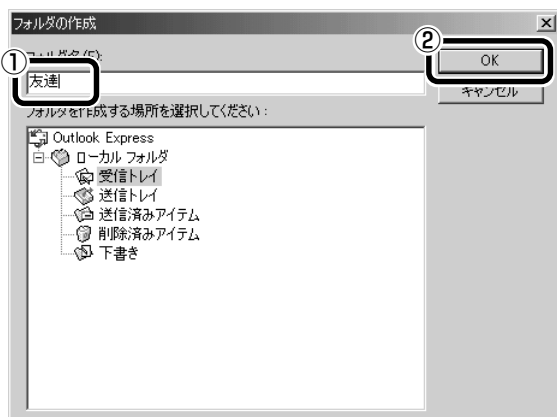 フォルダの作成
②
フォルダ名(F):
OK
①
友達
キャンセル
フォルダを作成する場所を選択してください：
Outlook Express
ローカル フォルダ
受信トレイ
送信トレイ
送信済みアイテム
削除済みアイテム
下書き